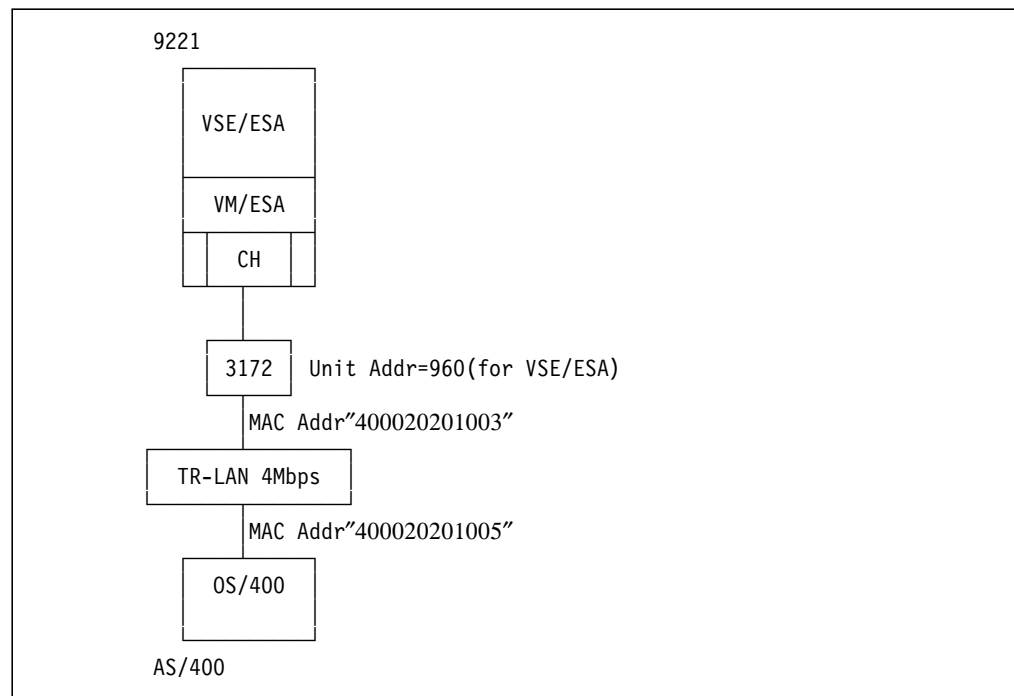 9221
VSE/ESA
VM/ESA
CH
3172 Unit Addr=960(for VSE/ESA)
MAC Addr″400020201003″
TR-LAN 4Mbps
MAC Addr″400020201005″
OS/400
AS/400